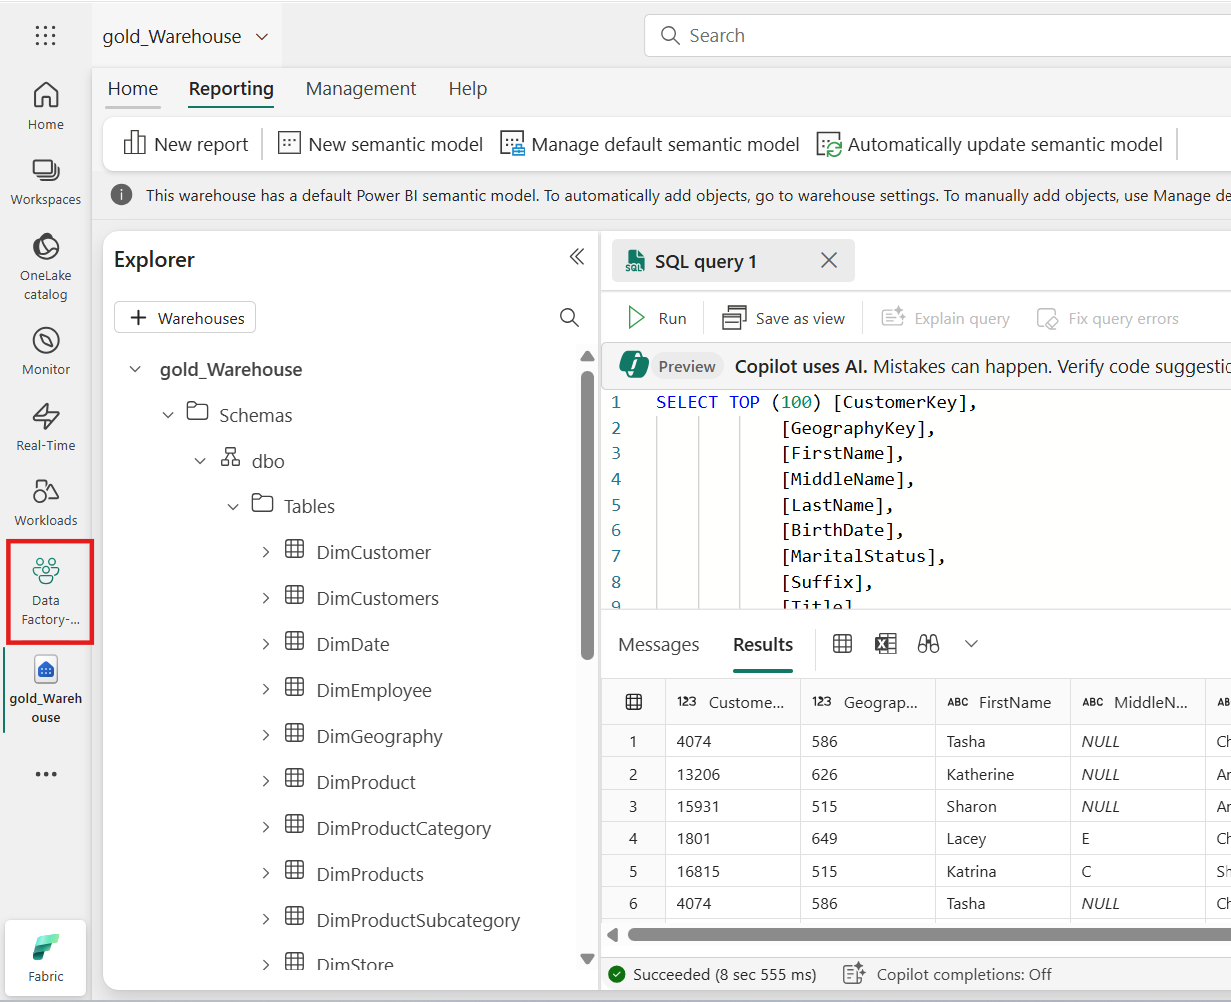 gold_Warehouse
Search
Home
Workspaces
OneLake
catalog
Monitor
Real-Time
Workloads
Data
Factory-...
gold_Wareh
ouse
Fabric
Home Reporting Management Help
New report New semantic model Manage default semantic model Automatically update semantic model
This warehouse has a default Power BI semantic model. To automatically add objects, go to warehouse settings. To manually add objects, use Manage de
Explorer
+ Warehouses
gold_Warehouse
Schemas
dbo
Tables
DimCustomer
DimCustomers
DimDate
DimEmployee
DimGeography
DimProduct
DimProductCategory
DimProducts
DimProductSubcategory
DimStore
SQL SQL query 1
Run Save as view Explain query Fix query errors
Preview Copilot uses AI. Mistakes can happen. Verify code suggestio
1 SELECT TOP (100) [CustomerKey],
2 [GeographyKey],
3 [FirstName],
4 [MiddleName],
5 [LastName],
6 [BirthDate],
7 [MaritalStatus],
8 [Suffix],
9 [Title]
Messages Results
123 Custome... 123 Geograp... ABC FirstName ABC MiddleN... AB
1 4074 586 Tasha NULL Ch
2 13206 626 Katherine NULL Ar
3 15931 515 Sharon NULL Ar
4 1801 649 Lacey E Ch
5 16815 515 Katrina C Sh
6 4074 586 Tasha NULL Ch
Succeeded (8 sec 555 ms) Copilot completions: Off